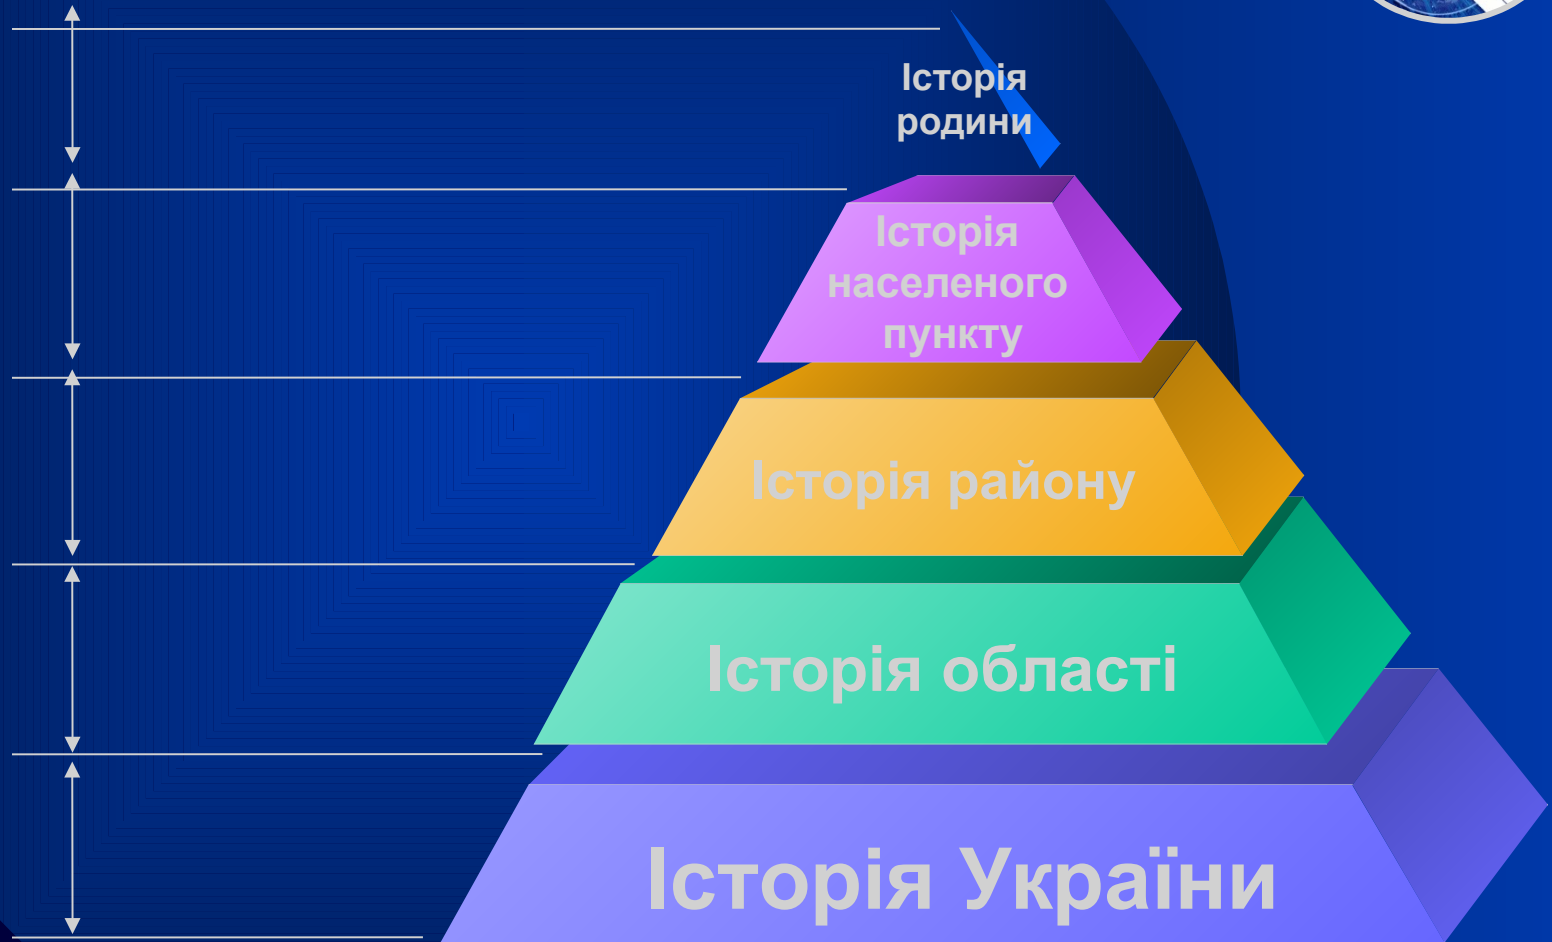 Історія
родини
Історія
населеного
пункту
Історія району
Історія області
Історія України